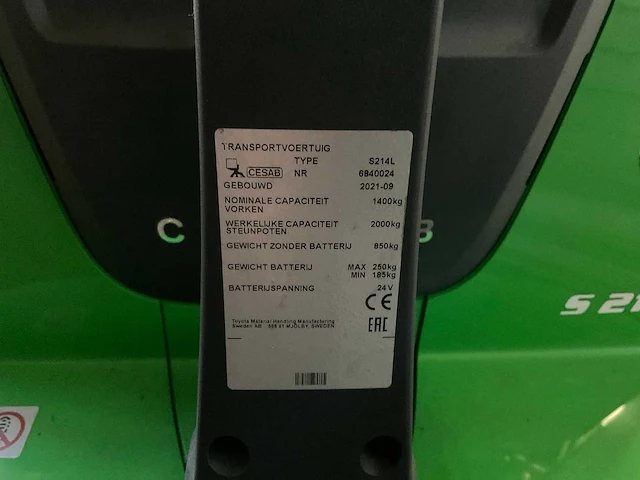 TRANSPORTVOERTUIG
TYPE S214L
CESAB NR 6840024
GEBOUWD 2021-09
NOMINALE CAPACITEIT 1400kg
VORKEN
WERKELIJKE CAPACITEIT 2000kg
STEUNPOTEN
GEWICHT ZONDER BATTERIJ 850kg
GEWICHT BATTERIJ MAX 250kg
MIN 185kg
BATTERIJSPANNING 24V
CE
Toyota Material Handling Manufacturing
Sweden AB 595 81 MJÖLBY, SWEDEN
EAC
C B
S 21